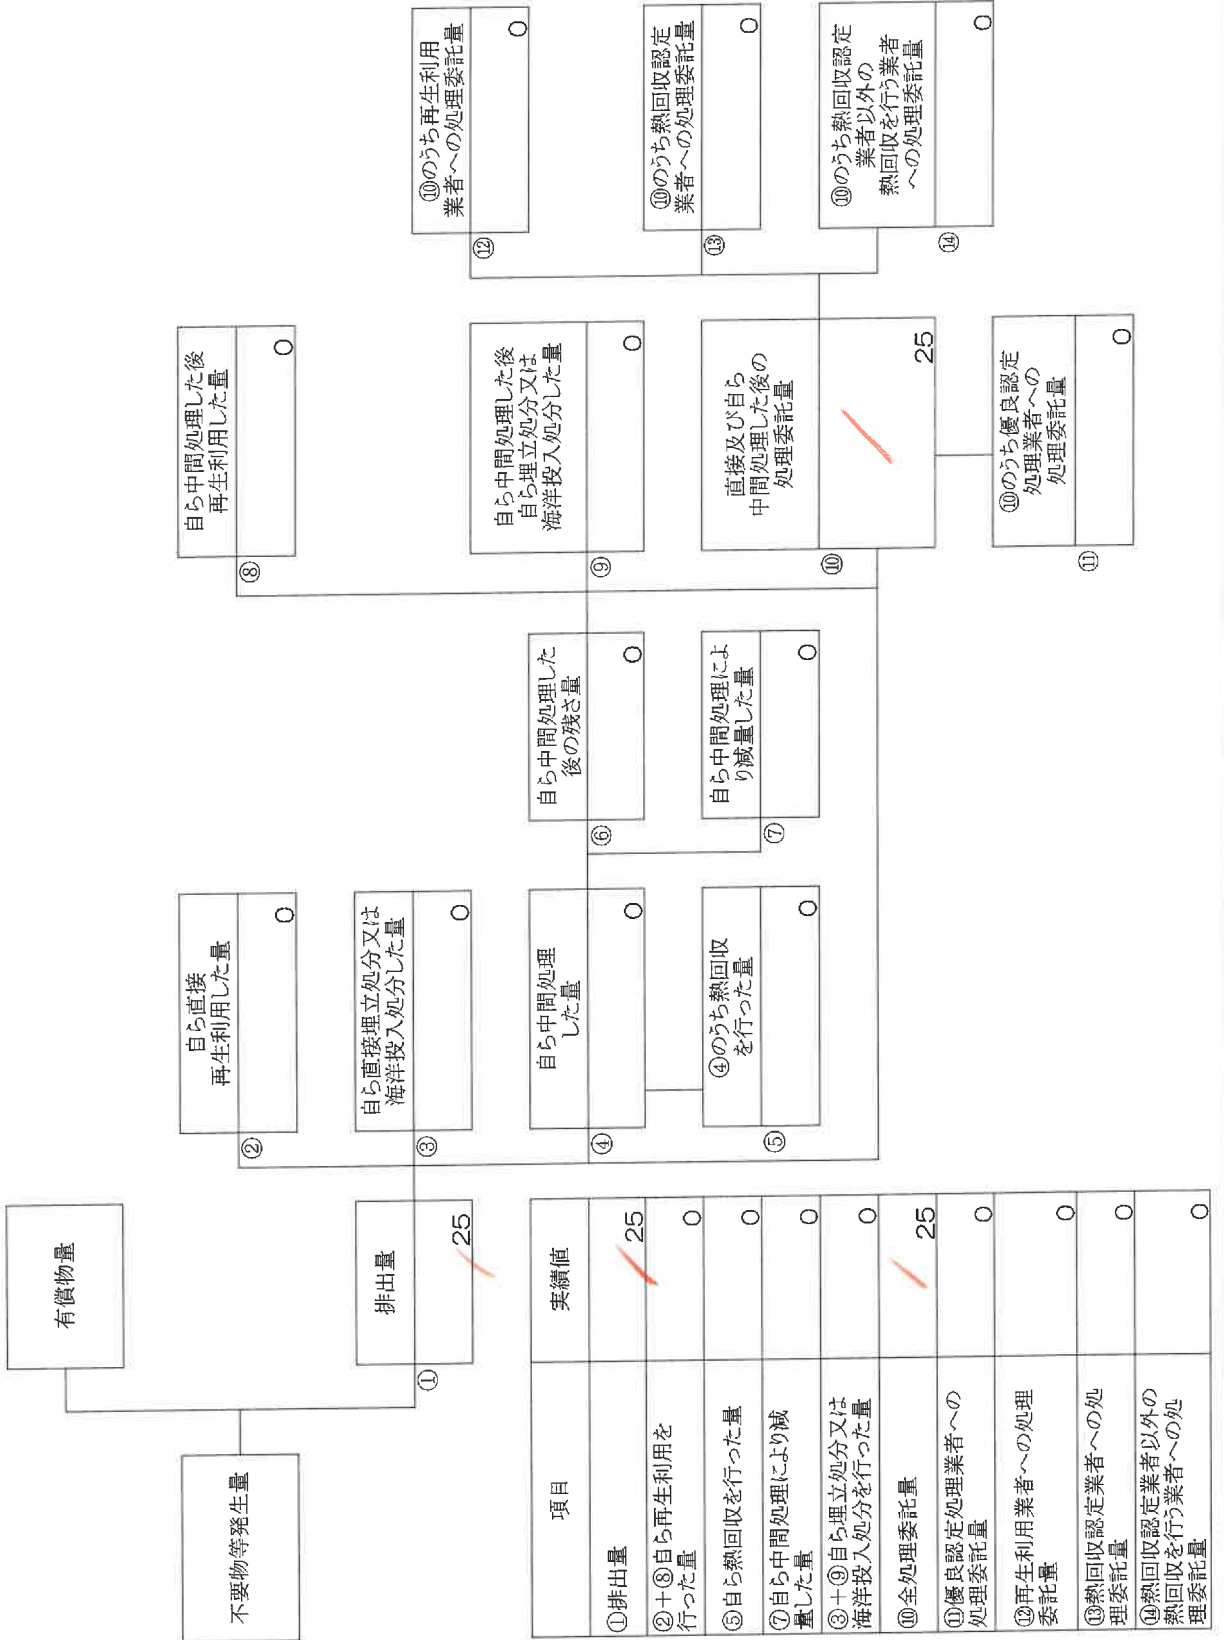 不要物等発生量
有償物量
排出量
①
25
自ら直接
再生利用した量
②
0
自ら直接埋立処分又は
海洋投入処分した量
③
0
自ら中間処理
した量
④
0
④のうち熱回収
を行った量
⑤
0
自ら中間処理した
後の残さ量
⑥
0
自ら中間処理によ
り減量した量
⑦
0
自ら中間処理した後
再生利用した量
⑧
0
自ら中間処理した後
自ら埋立処分又は
海洋投入処分した量
⑨
0
直接及び自ら
中間処理した後の
処理委託量
⑩
25
⑩のうち優良認定
処理業者への
処理委託量
⑪
0
⑩のうち再生利用
業者への処理委託量
⑫
0
⑩のうち熱回収認定
業者への処理委託量
⑬
0
⑩のうち熱回収認定
業者以外の
熱回収を行う業者
への処理委託量
⑭
0
項目 実績値
①排出量 25
②+⑧自ら再生利用を
行った量 0
⑤自ら熱回収を行った量 0
⑦自ら中間処理により減
量した量 0
③+⑨自ら埋立処分又は
海洋投入処分を行った量 0
⑩全処理委託量 25
⑪優良認定処理業者への
処理委託量 0
⑫再生利用業者への処理
委託量 0
⑬熱回収認定業者への処
理委託量 0
⑭熱回収認定業者以外の
熱回収を行う業者への処
理委託量 0